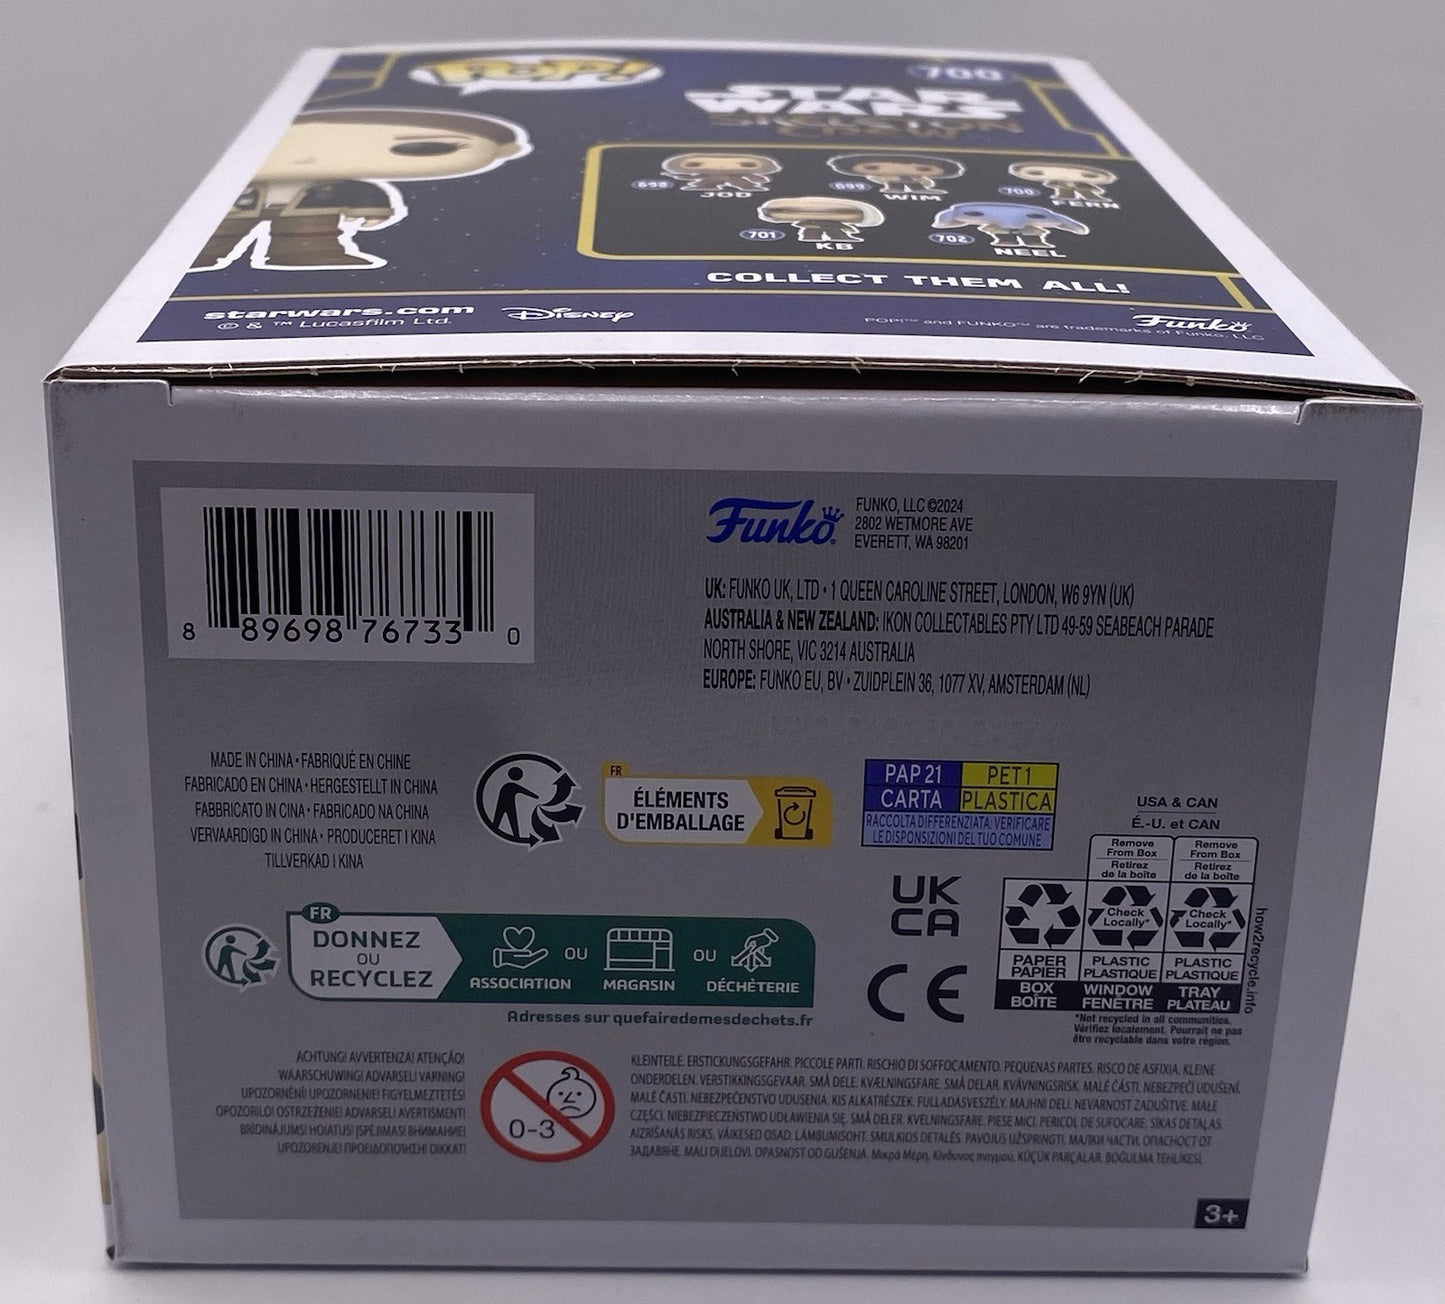 POP!
700
STAR
WARS
SKELETON
CREW
698 JOD
699 WIM
700 FERN
701 KB
702 NEEL
COLLECT THEM ALL!
starwars.com Disney
© & ™ Lucasfilm Ltd.
Funko
POP!™ and FUNKO™ are trademarks of Funko, LLC
8 89698 76733 0
Funko
FUNKO, LLC ©2024
2802 WETMORE AVE
EVERETT, WA 98201
UK: FUNKO UK, LTD • 1 QUEEN CAROLINE STREET, LONDON, W6 9YN (UK)
AUSTRALIA & NEW ZEALAND: IKON COLLECTABLES PTY LTD 49-59 SEABEACH PARADE
NORTH SHORE, VIC 3214 AUSTRALIA
EUROPE: FUNKO EU, BV • ZUIDPLEIN 36, 1077 XV, AMSTERDAM (NL)
MADE IN CHINA • FABRIQUÉ EN CHINE
FABRICADO EN CHINA • HERGESTELLT IN CHINA
FABBRICATO IN CINA • FABRICADO NA CHINA
VERVAARDIGD IN CHINA • PRODUCERET I KINA
TILLVERKAD I KINA
FR
ÉLÉMENTS
D'EMBALLAGE
PAP 21 PET 1
CARTA PLASTICA
RACCOLTA DIFFERENZIATA. VERIFICARE
LE DISPONSIZIONI DEL TUO COMUNE
USA & CAN
É.-U. et CAN
Remove
From Box
Retirez
de la boîte
Remove
From Box
Retirez
de la boîte
Check
Locally*
Check
Locally*
PAPER
PAPIER
PLASTIC
PLASTIQUE
PLASTIC
PLASTIQUE
BOX
BOÎTE
WINDOW
FENÊTRE
TRAY
PLATEAU
how2recycle.info
*Not recycled in all communities.
Vérifiez localement. Pourrait ne pas
être recyclable dans votre région.
UK
CA
CE
FR
DONNEZ
OU
RECYCLEZ
ASSOCIATION
OU
MAGASIN
OU
DÉCHÈTERIE
Adresses sur quefairedemesdechets.fr
ACHTUNG! AVVERTENZA! ATENÇÃO!
WAARSCHUWING! ADVARSEL! VARNING!
UPOZORNĚNÍ! UPOZORNENIE! FIGYELMEZTETÉS!
OPOZORILO! OSTRZEŻENIE! ADVARSEL! AVERTISMENT!
BRĪDINĀJUMS! HOIATUS! ĮSPĖJIMAS! ВНИМАНИЕ!
UPOZORENJE! ΠΡΟΕΙΔΟΠΟΙΗΣΗ! DIKKAT!
0-3
KLEINTEILE. ERSTICKUNGSGEFAHR. PICCOLE PARTI. RISCHIO DI SOFFOCAMENTO. PEQUENAS PARTES. RISCO DE ASFIXIA. KLEINE
ONDERDELEN. VERSTIKKINGSGEVAAR. SMÅ DELE. KVÆLNINGSFARE. SMÅ DELAR. KVÄVNINGSRISK. MALÉ ČÁSTI. NEBEZPEČÍ UDUŠENÍ.
MALÉ ČASTI. NEBEZPEČENSTVO UDUSENIA. KIS ALKATRÉSZEK. FULLADÁSVESZÉLY. MAJHNI DELI. NEVARNOST ZADUŠITVE. MAŁE
CZĘŚCI. NIEBEZPIECZEŃSTWO UDŁAWIENIA SIĘ. SMÅ DELER. KVELNINGSFARE. PIESE MICI. PERICOL DE SUFOCARE. SĪKAS DETAĻAS.
AIZRĪŠANĀS RISKS. VÄIKESED OSAD. LÄMBUMISOHT. SMULKIOS DETALĖS. PAVOJUS UŽSPRINGTI. МАЛКИ ЧАСТИ. ОПАСНОСТ ОТ
ЗАДАВЯНЕ. MALI DIJELOVI. OPASNOST OD GUŠENJA. Μικρά Μέρη. Κίνδυνος πνιγμού. KÜÇÜK PARÇALAR. BOĞULMA TEHLİKESİ.
3+